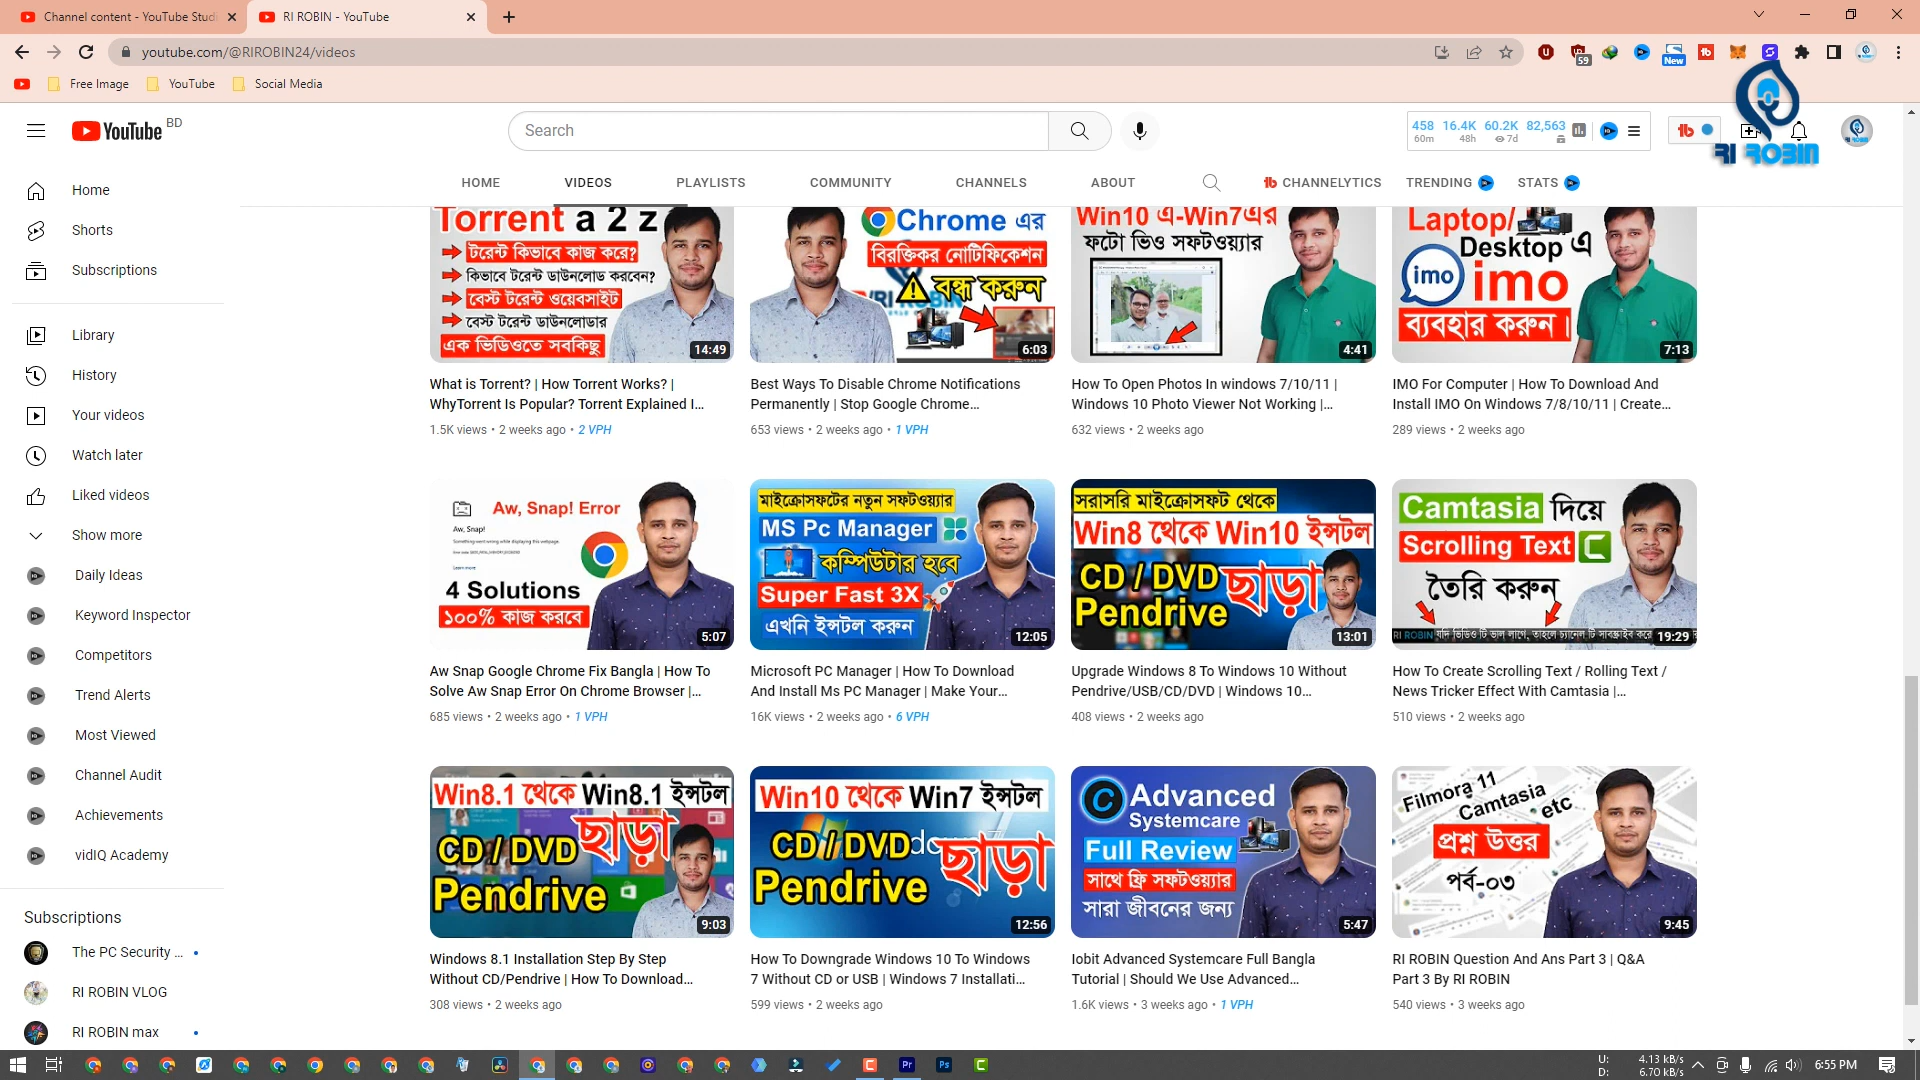 Channel content - YouTube Studi
RI ROBIN - YouTube
youtube.com/@RIROBIN24/videos
59
New
Free Image
YouTube
Social Media
YouTube BD
Search
458 16.4K 60.2K 82,563
60m 48h 7d
RI ROBIN
HOME
VIDEOS
PLAYLISTS
COMMUNITY
CHANNELS
ABOUT
CHANNELYTICS
TRENDING
STATS
Home
Shorts
Subscriptions
Library
History
Your videos
Watch later
Liked videos
Show more
Daily Ideas
Keyword Inspector
Competitors
Trend Alerts
Most Viewed
Channel Audit
Achievements
vidIQ Academy
Subscriptions
The PC Security ...
RI ROBIN VLOG
RI ROBIN max
Torrent a 2 z
টরেন্ট কিভাবে কাজ করে?
কিভাবে টরেন্ট ডাউনলোড করবেন?
বেস্ট টরেন্ট ওয়েবসাইট
বেস্ট টরেন্ট ডাউনলোডার
এক ভিডিওতে সবকিছু
14:49
What is Torrent? | How Torrent Works? |
WhyTorrent Is Popular? Torrent Explained I...
1.5K views • 2 weeks ago • 2 VPH
Chrome এর
বিরক্তিকর নোটিফিকেশন
বন্ধ করুন
6:03
Best Ways To Disable Chrome Notifications
Permanently | Stop Google Chrome...
653 views • 2 weeks ago • 1 VPH
Win10 এ-Win7এর
ফটো ভিও সফটওয়্যার
4:41
How To Open Photos In windows 7/10/11 |
Windows 10 Photo Viewer Not Working |...
632 views • 2 weeks ago
Laptop/
Desktop এ
imo
imo
ব্যবহার করুন।
7:13
IMO For Computer | How To Download And
Install IMO On Windows 7/8/10/11 | Create...
289 views • 2 weeks ago
Aw, Snap! Error
Aw, Snap!
Something went wrong while displaying this webpage.
Learn more
4 Solutions
১০০% কাজ করবে
5:07
Aw Snap Google Chrome Fix Bangla | How To
Solve Aw Snap Error On Chrome Browser |...
685 views • 2 weeks ago • 1 VPH
মাইক্রোসফটের নতুন সফটওয়্যার
MS Pc Manager
কম্পিউটার হবে
Super Fast 3X
এখনি ইন্সটল করুন
12:05
Microsoft PC Manager | How To Download
And Install Ms PC Manager | Make Your...
16K views • 2 weeks ago • 6 VPH
সরাসরি মাইক্রোসফট থেকে
Win8 থেকে Win10 ইন্সটল
CD / DVD
Pendrive
ছাড়া
13:01
Upgrade Windows 8 To Windows 10 Without
Pendrive/USB/CD/DVD | Windows 10...
408 views • 2 weeks ago
Camtasia দিয়ে
Scrolling Text
তৈরি করুন
RI ROBIN যদি ভিডিও টি ভাল লাগে, তাহলে চ্যানেল টি সাবস্ক্রাইব করে
19:29
How To Create Scrolling Text / Rolling Text /
News Tricker Effect With Camtasia |...
510 views • 2 weeks ago
Win8.1 থেকে Win8.1 ইন্সটল
CD / DVD
Pendrive
ছাড়া
9:03
Windows 8.1 Installation Step By Step
Without CD/Pendrive | How To Download...
308 views • 2 weeks ago
Win10 থেকে Win7 ইন্সটল
CD / DVD
Pendrive
ছাড়া
12:56
How To Downgrade Windows 10 To Windows
7 Without CD or USB | Windows 7 Installati...
599 views • 2 weeks ago
Advanced
Systemcare
Full Review
সাথে ফ্রি সফটওয়্যার
সারা জীবনের জন্য
5:47
Iobit Advanced Systemcare Full Bangla
Tutorial | Should We Use Advanced...
1.6K views • 3 weeks ago • 1 VPH
Filmora 11
Camtasia
etc
প্রশ্ন উত্তর
পর্ব-০৩
9:45
RI ROBIN Question And Ans Part 3 | Q&A
Part 3 By RI ROBIN
540 views • 3 weeks ago
U: 4.13 kB/s
D: 6.70 kB/s
6:55 PM